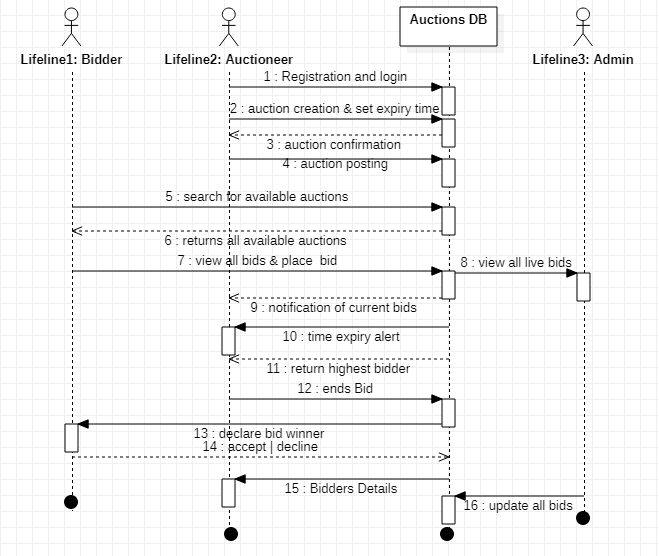 Auctions DB
Lifeline1: Bidder
Lifeline2: Auctioneer
Lifeline3: Admin
1 : Registration and login
2 : auction creation & set expiry time
3 : auction confirmation
4 : auction posting
5 : search for available auctions
6 : returns all available auctions
7 : view all bids & place bid
8 : view all live bids
9 : notification of current bids
10 : time expiry alert
11 : return highest bidder
12 : ends Bid
13 : declare bid winner
14 : accept | decline
15 : Bidders Details
16 : update all bids